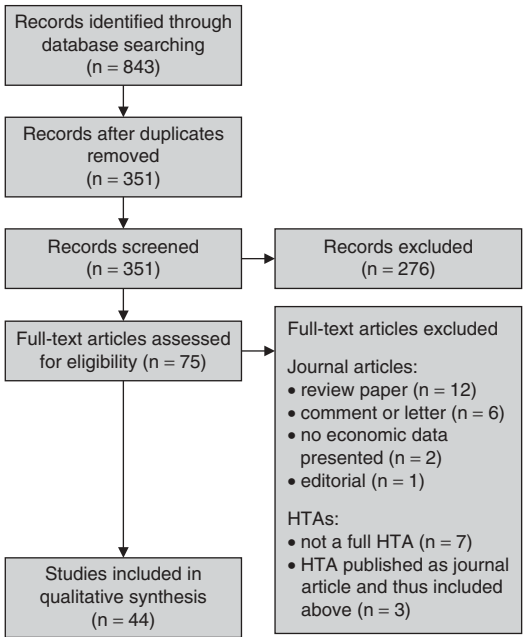 Records identified through
database searching
(n = 843)
Records after duplicates
removed
(n = 351)
Records screened
(n = 351)
Records excluded
(n = 276)
Full-text articles assessed
for eligibility (n = 75)
Full-text articles excluded
Journal articles:
• review paper (n = 12)
• comment or letter (n = 6)
• no economic data
presented (n = 2)
• editorial (n = 1)
HTAs:
• not a full HTA (n = 7)
• HTA published as journal
article and thus included
above (n = 3)
Studies included in
qualitative synthesis
(n = 44)